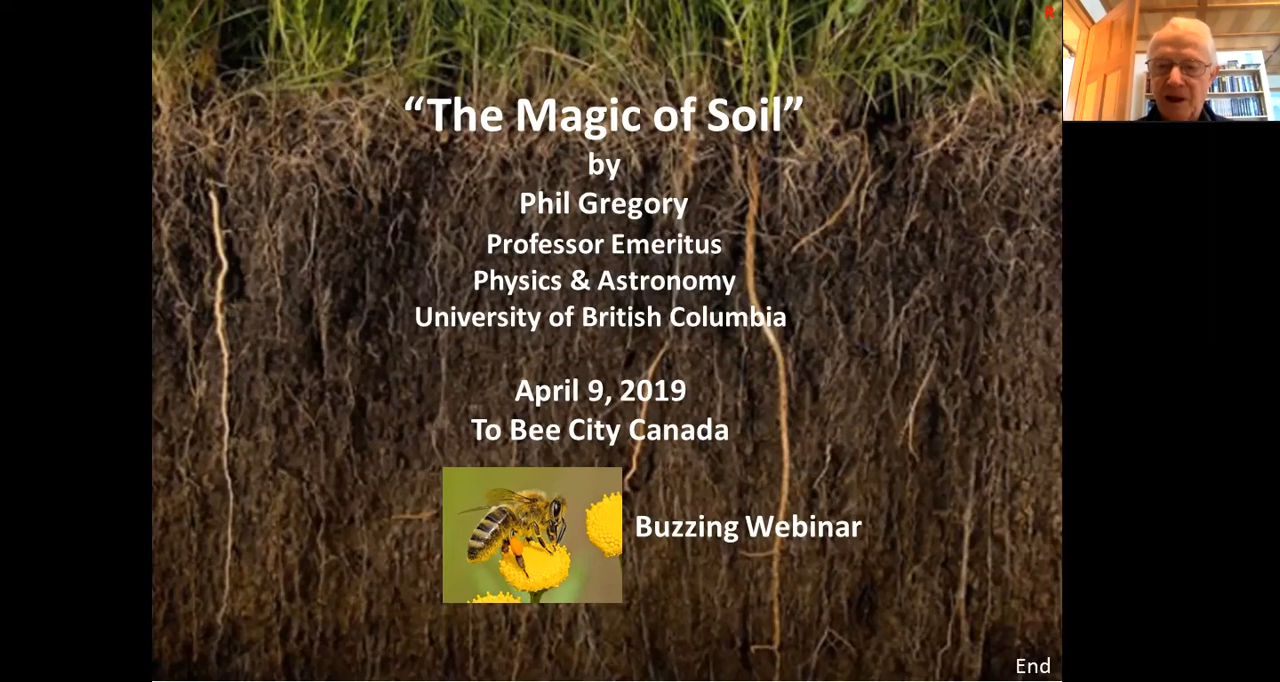 R
“The Magic of Soil”
by
Phil Gregory
Professor Emeritus
Physics & Astronomy
University of British Columbia
April 9, 2019
To Bee City Canada
Buzzing Webinar
End